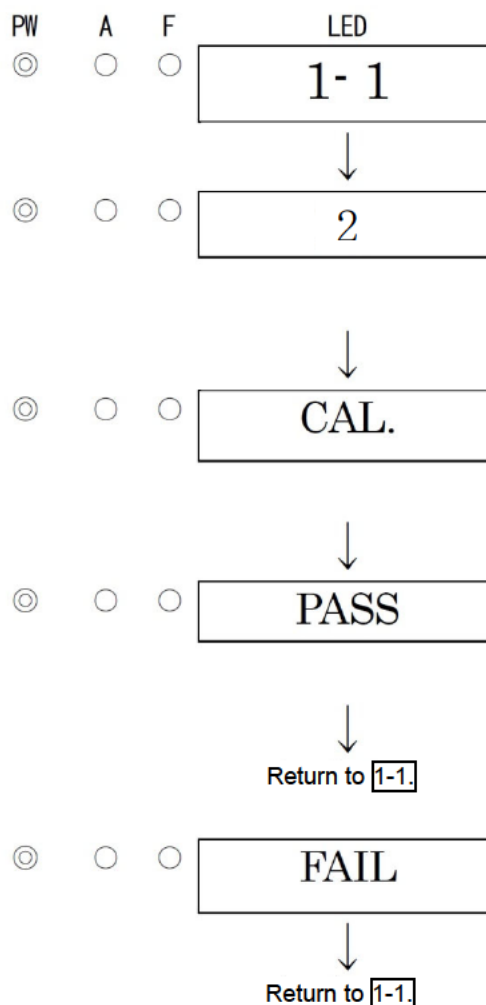 PW A F LED
1- 1
2
CAL.
PASS
Return to 1-1.
FAIL
Return to 1-1.